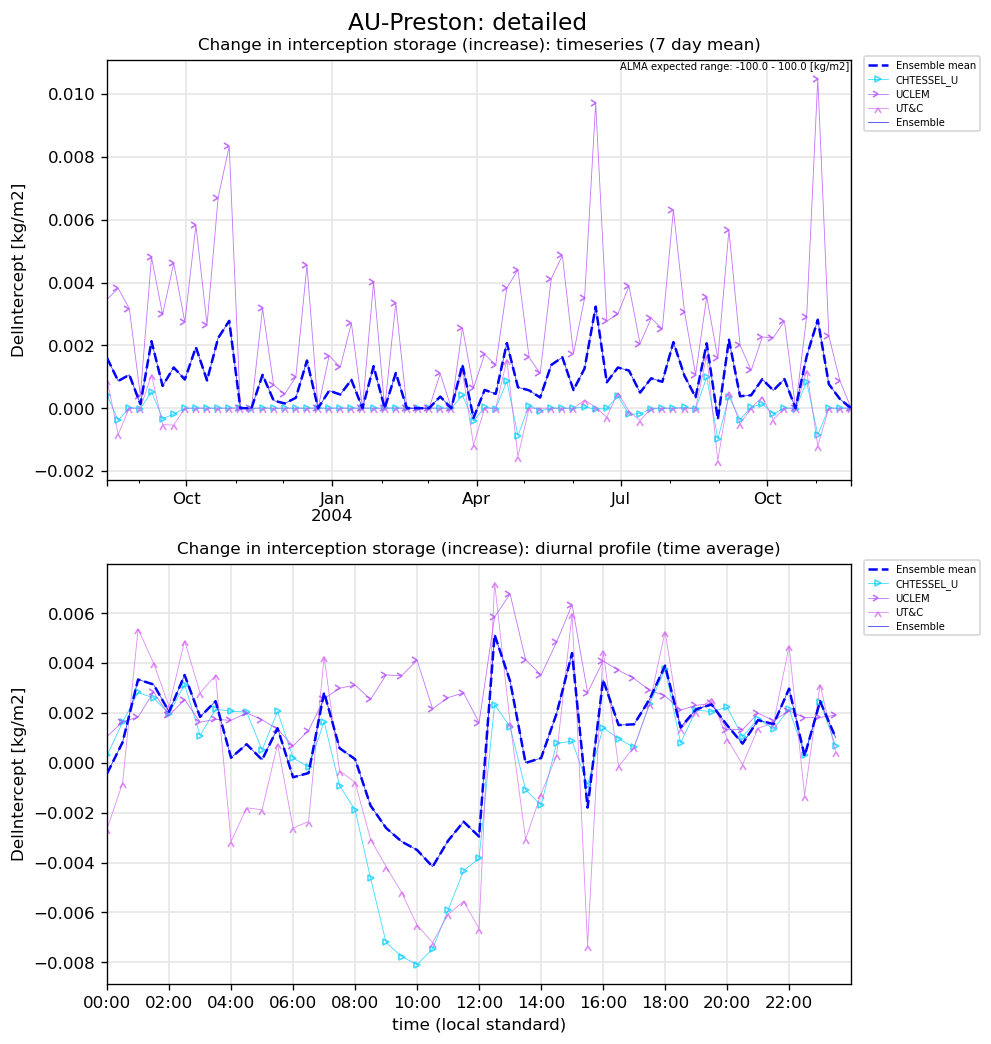 AU-Preston: detailed
Change in interception storage (increase): timeseries (7 day mean)
ALMA expected range: -100.0 - 100.0 [kg/m2]
Ensemble mean
CHTESSEL_U
UCLEM
UT&C
Ensemble
DelIntercept [kg/m2]
0.010
0.008
0.006
0.004
0.002
0.000
−0.002
Oct
Jan
2004
Apr
Jul
Oct
Change in interception storage (increase): diurnal profile (time average)
Ensemble mean
CHTESSEL_U
UCLEM
UT&C
Ensemble
DelIntercept [kg/m2]
0.006
0.004
0.002
0.000
−0.002
−0.004
−0.006
−0.008
00:00 02:00 04:00 06:00 08:00 10:00 12:00 14:00 16:00 18:00 20:00 22:00
time (local standard)